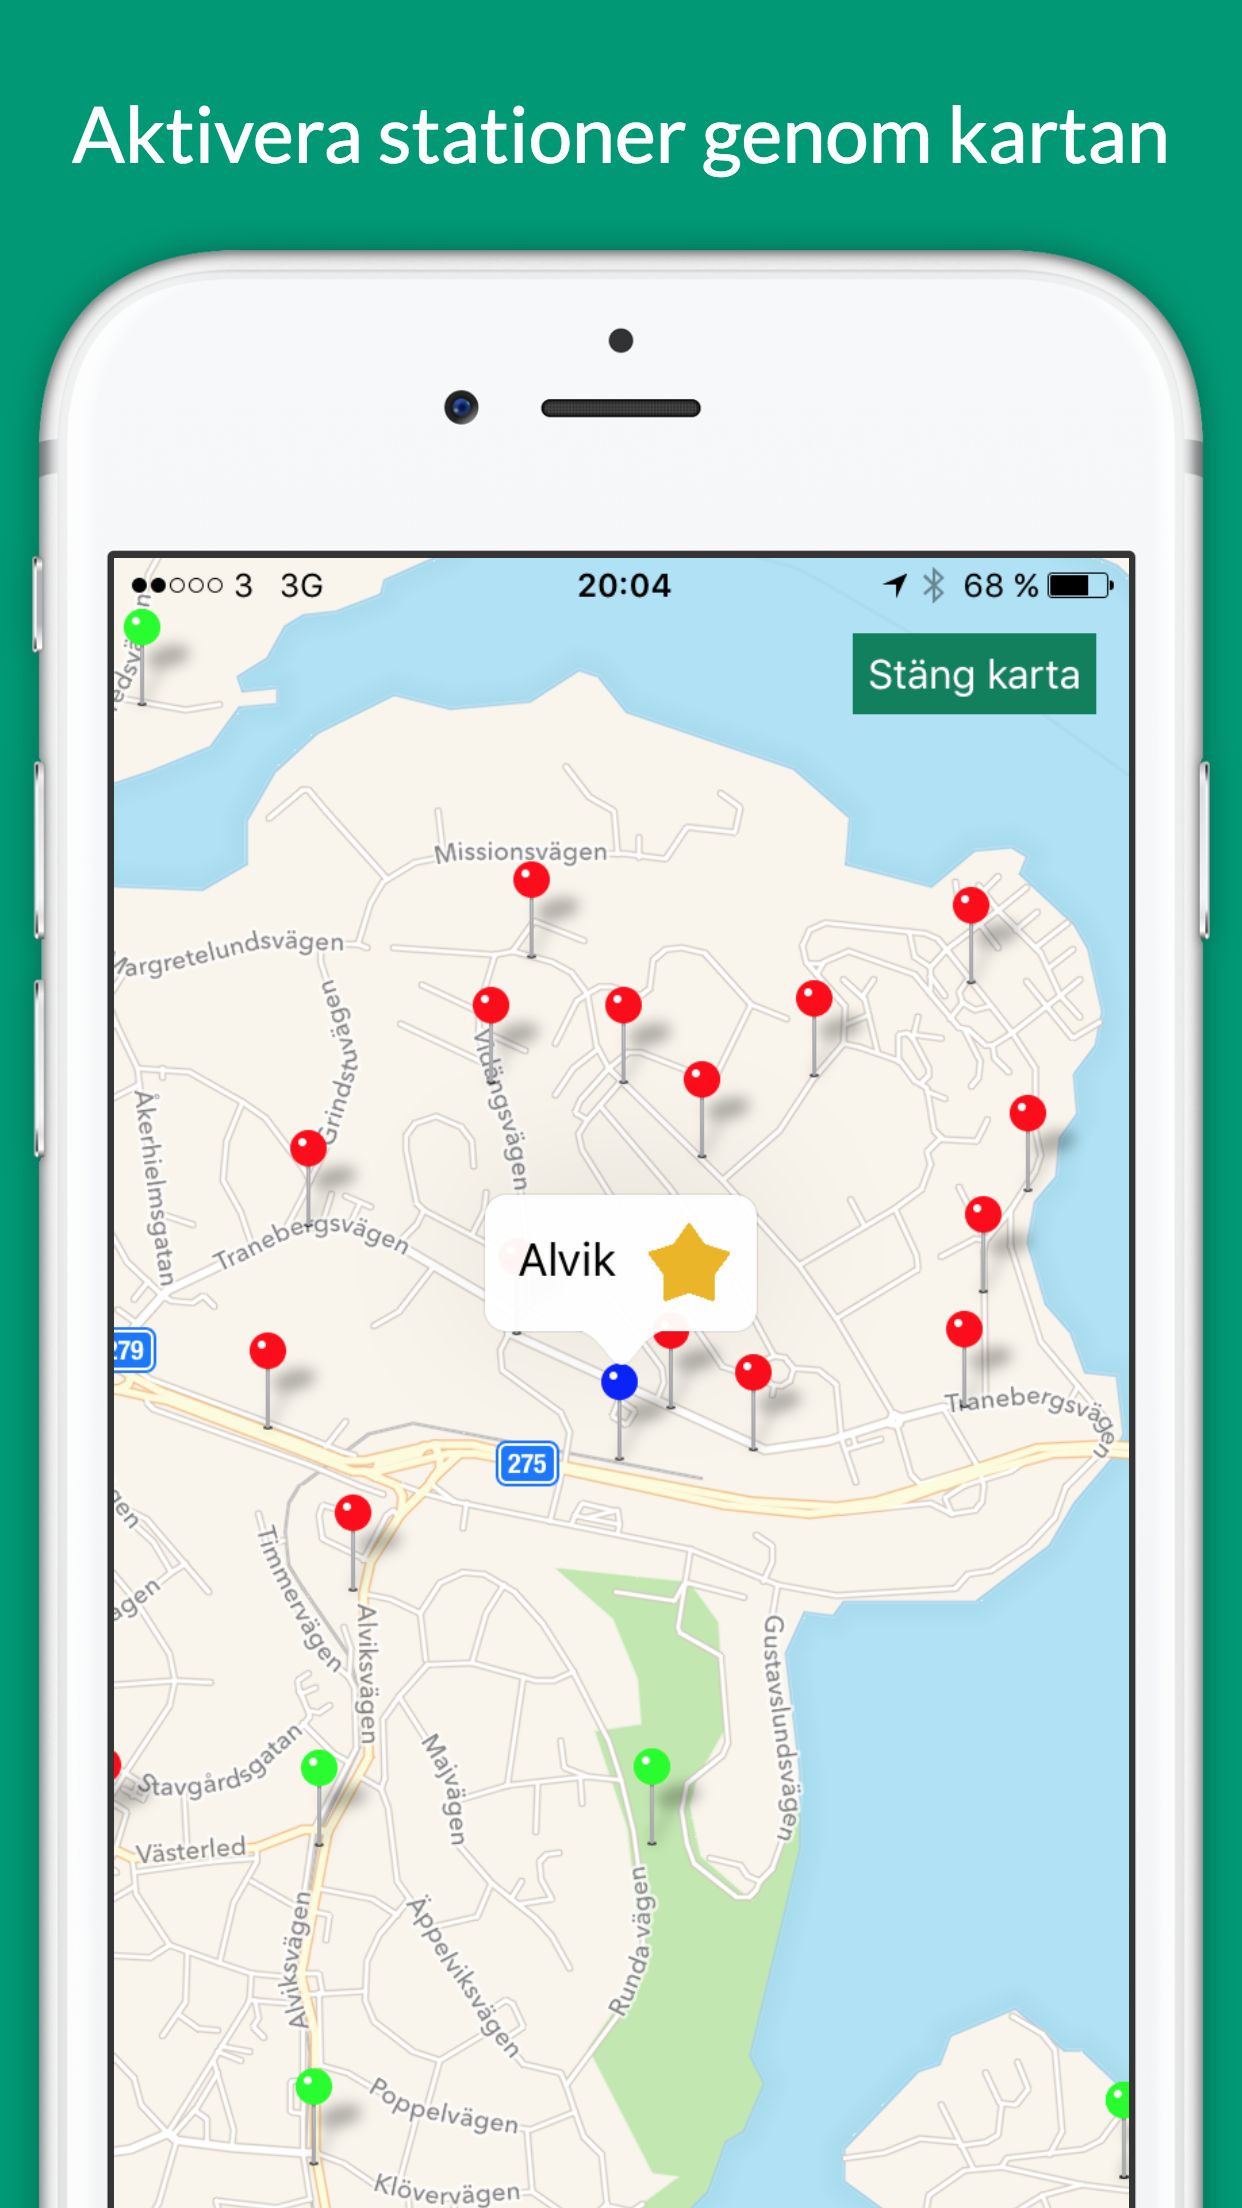 Aktivera stationer genom kartan
3 3G 20:04 68 %
Stäng karta
Missionsvägen
Margretelundsvägen
Grindstuvägen
Vidängsvägen
Åkerhielmsgatan
Tranebergsvägen
Alvik
279
Tranebergsvägen
275
Timmervägen
Alviksvägen
Gustavslundsvägen
Stavgårdsgatan
Majvägen
Västerled
Alviksvägen
Äppelviksvägen
Runda vägen
Poppelvägen
Klövervägen